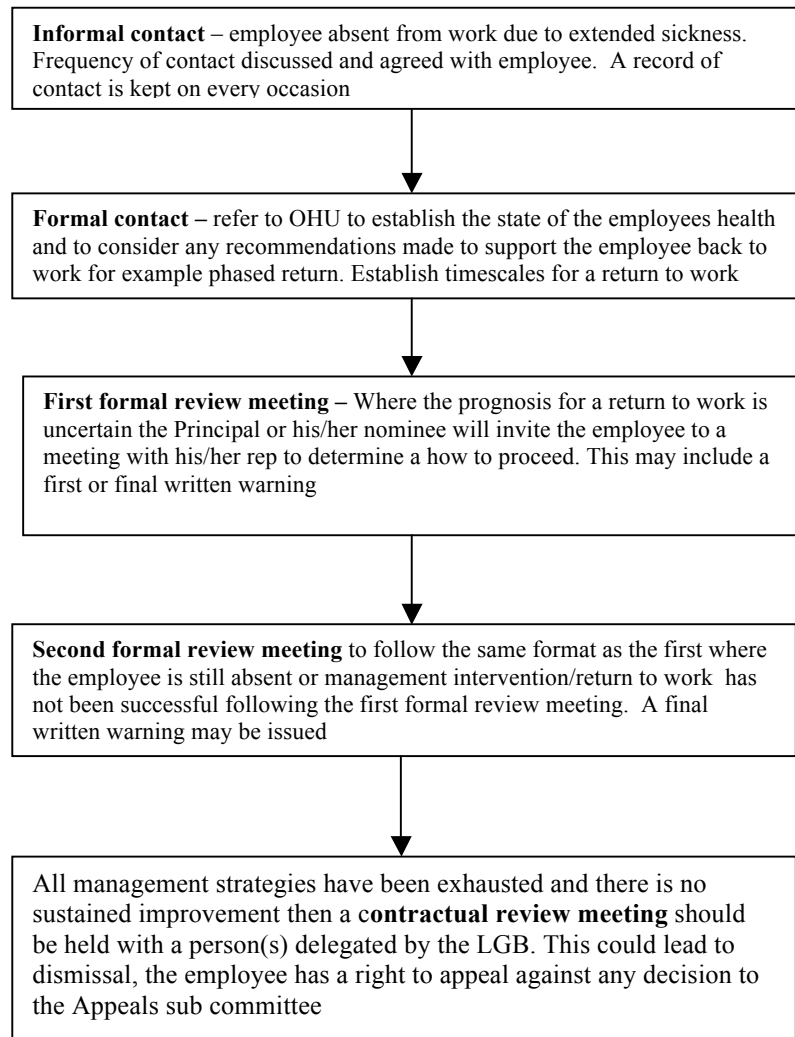 Informal contact – employee absent from work due to extended sickness.
Frequency of contact discussed and agreed with employee.  A record of
contact is kept on every occasion
Formal contact – refer to OHU to establish the state of the employees health
and to consider any recommendations made to support the employee back to
work for example phased return. Establish timescales for a return to work
First formal review meeting – Where the prognosis for a return to work is
uncertain the Principal or his/her nominee will invite the employee to a
meeting with his/her rep to determine a how to proceed. This may include a
first or final written warning
Second formal review meeting to follow the same format as the first where
the employee is still absent or management intervention/return to work  has
not been successful following the first formal review meeting.  A final
written warning may be issued
All management strategies have been exhausted and there is no
sustained improvement then a contractual review meeting should
be held with a person(s) delegated by the LGB. This could lead to
dismissal, the employee has a right to appeal against any decision to
the Appeals sub committee